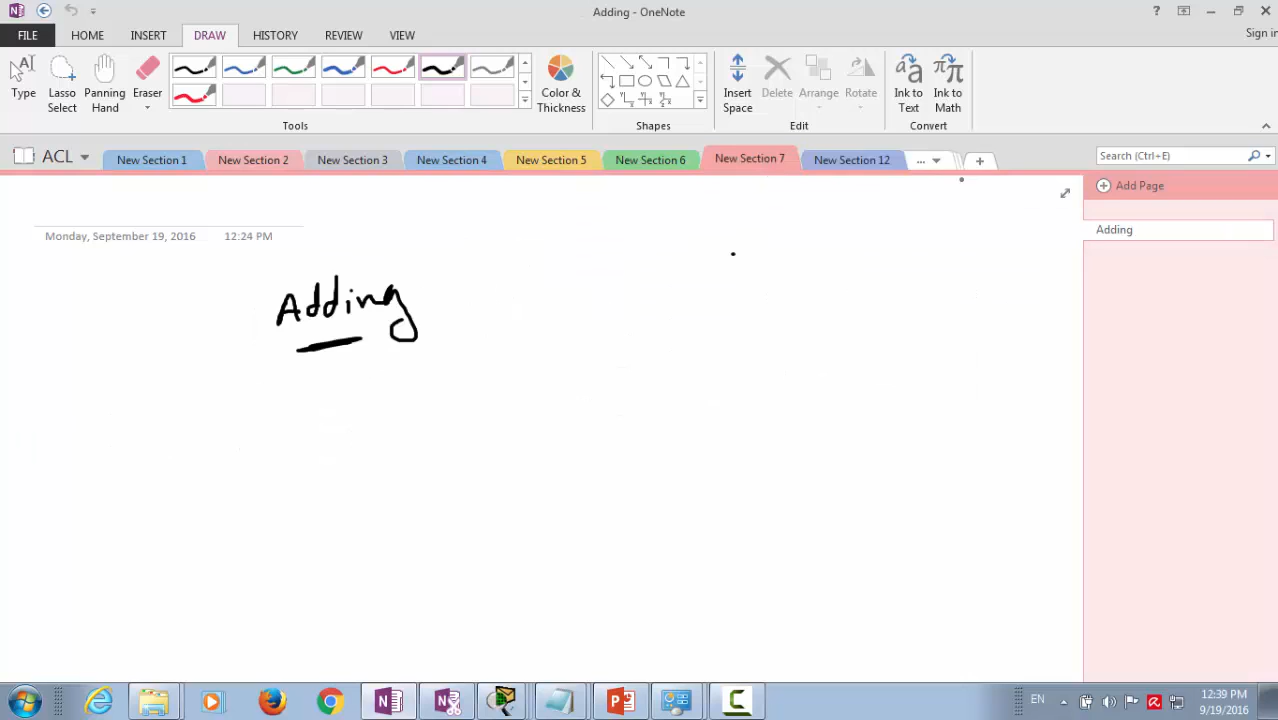 Adding - OneNote
?
FILE HOME INSERT DRAW HISTORY REVIEW VIEW
Sign in
Type Lasso Select Panning Hand Eraser Color & Thickness Insert Space Delete Arrange Rotate Ink to Text Ink to Math
Tools Shapes Edit Convert
ACL New Section 1 New Section 2 New Section 3 New Section 4 New Section 5 New Section 6 New Section 7 New Section 12 ... + Search (Ctrl+E)
Add Page
Adding
Monday, September 19, 2016 12:24 PM
Adding
EN 12:39 PM
9/19/2016